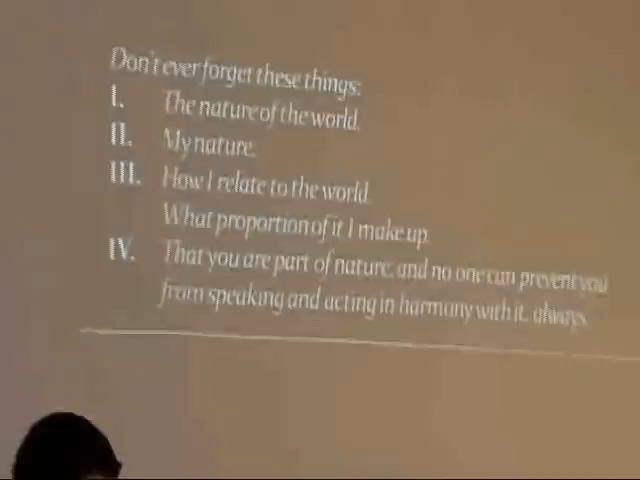 Don't ever forget these things:
I. The nature of the world.
II. My nature.
III. How I relate to the world.
What proportion of it I make up.
IV. That you are part of nature, and no one can prevent you
from speaking and acting in harmony with it, always.